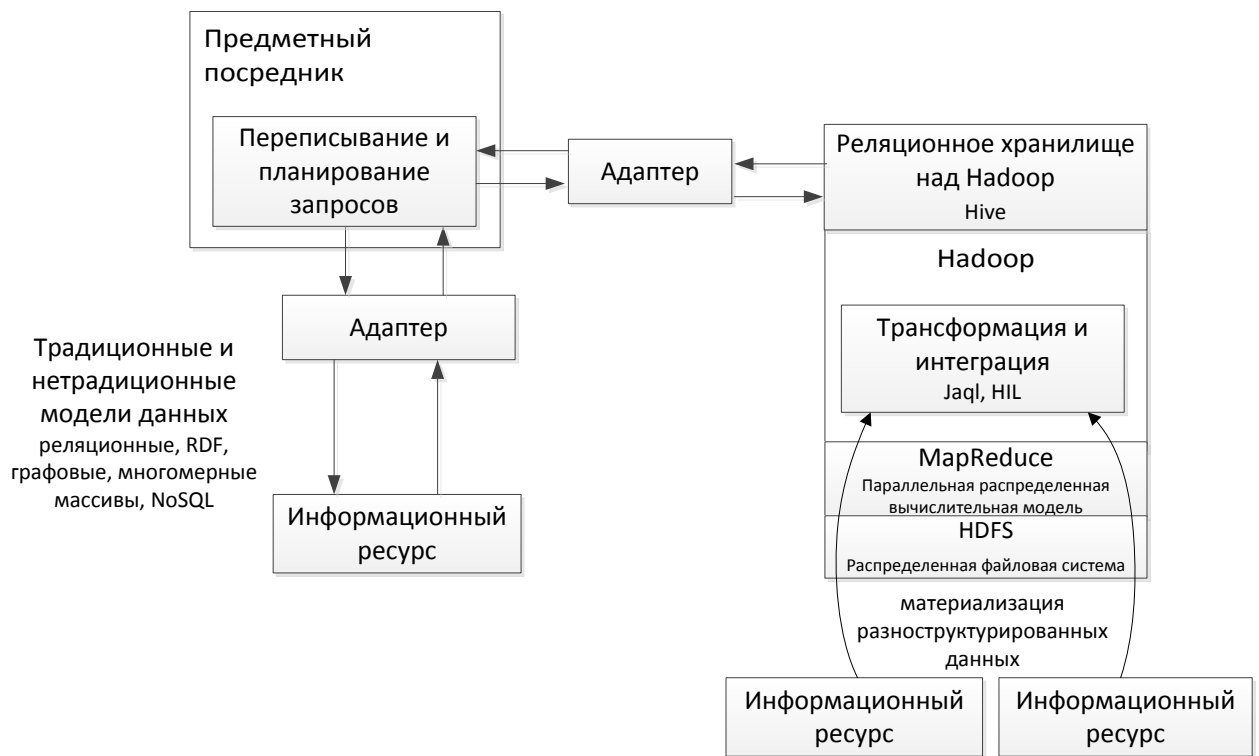 Предметный
посредник
Переписывание и
планирование
запросов
Адаптер
Реляционное хранилище
над Hadoop
Hive
Hadoop
Трансформация и
интеграция
Jaql, HIL
MapReduce
Параллельная распределенная
вычислительная модель
HDFS
Распределенная файловая система
Адаптер
Традиционные и
нетрадиционные
модели данных
реляционные, RDF,
графовые, многомерные
массивы, NoSQL
Информационный
ресурс
материализация
разноструктурированных
данных
Информационный
ресурс
Информационный
ресурс